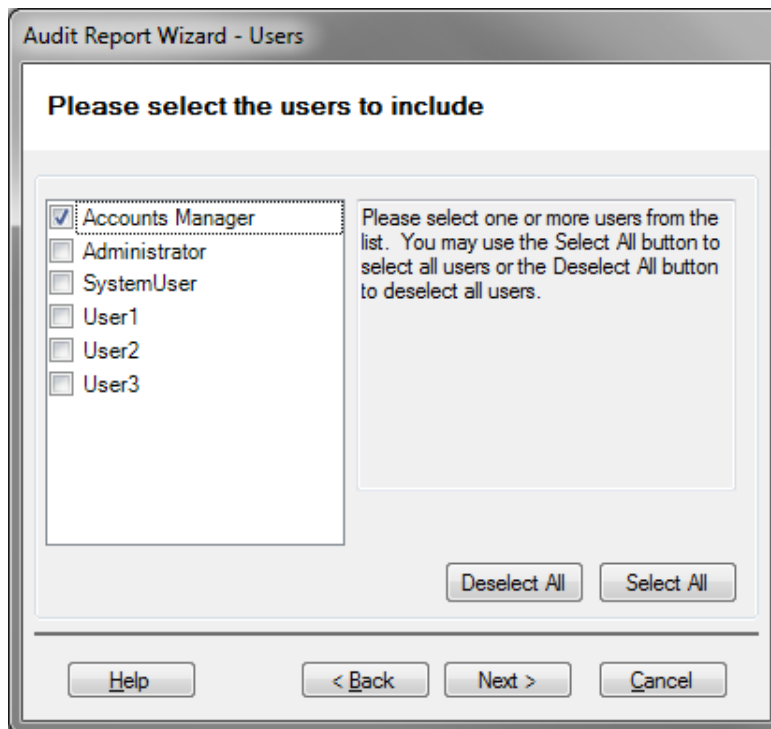 Audit Report Wizard - Users
Please select the users to include
Accounts Manager
Administrator
SystemUser
User1
User2
User3
Please select one or more users from the
list. You may use the Select All button to
select all users or the Deselect All button
to deselect all users.
Deselect All
Select All
Help
< Back
Next >
Cancel